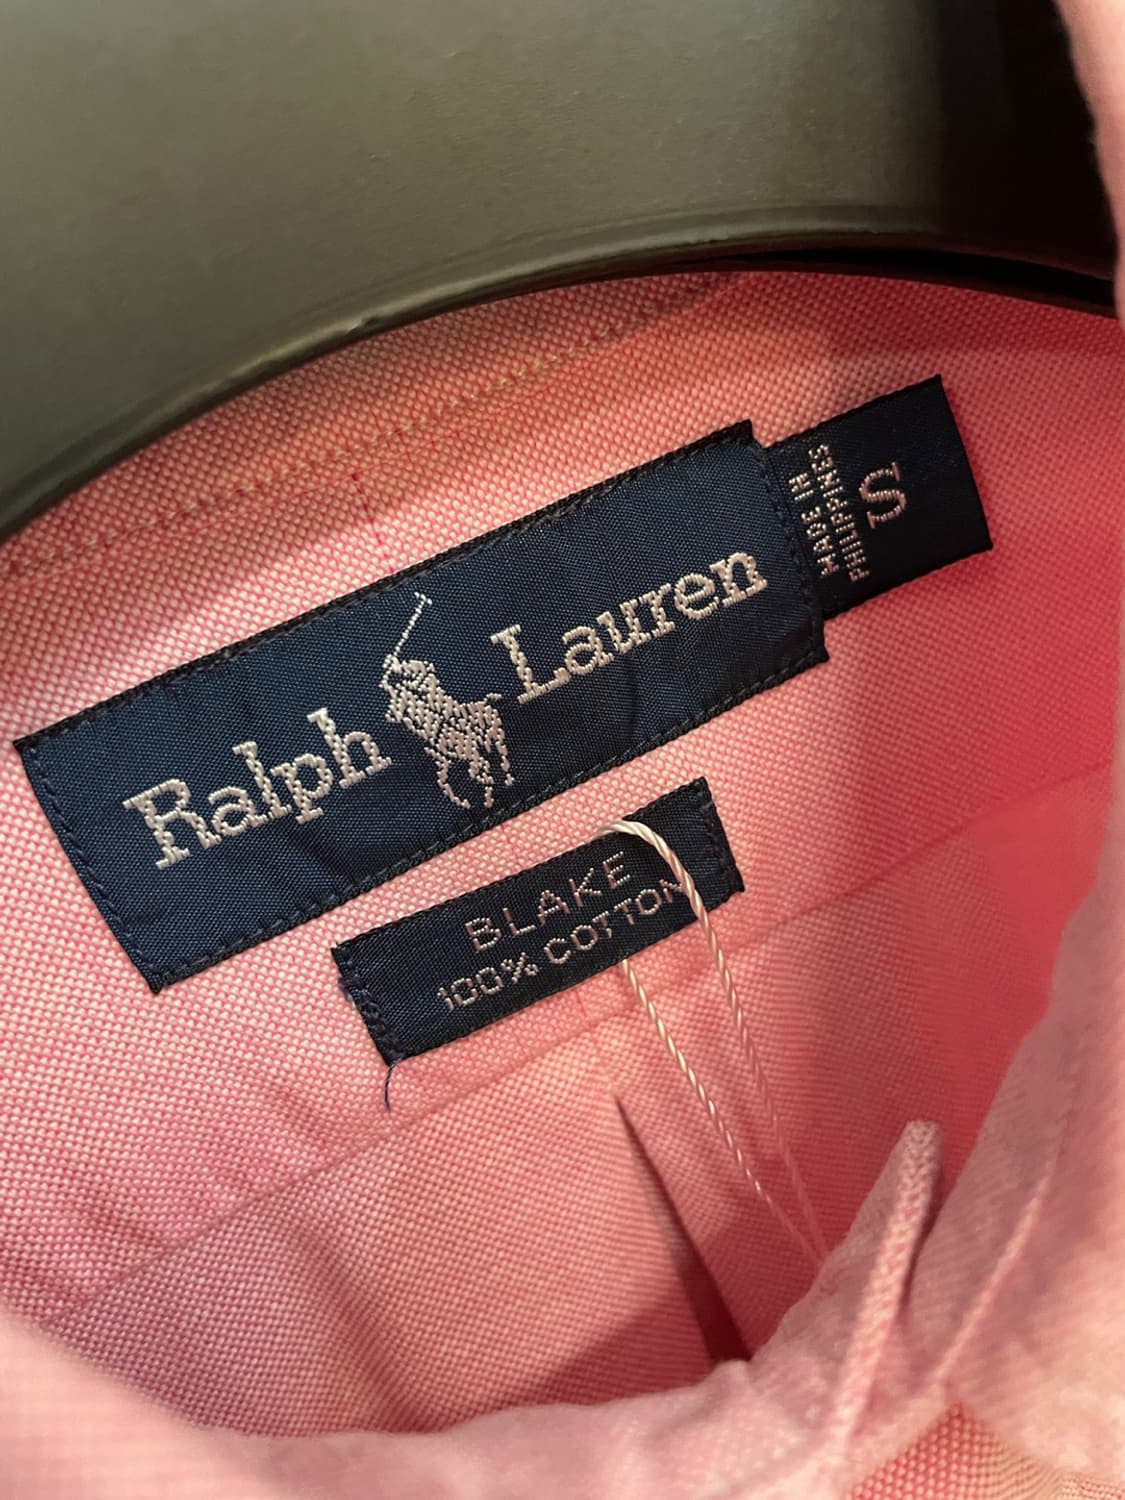 Ralph Lauren
MADE IN
PHILIPPINES
S
BLAKE
100% COTTON